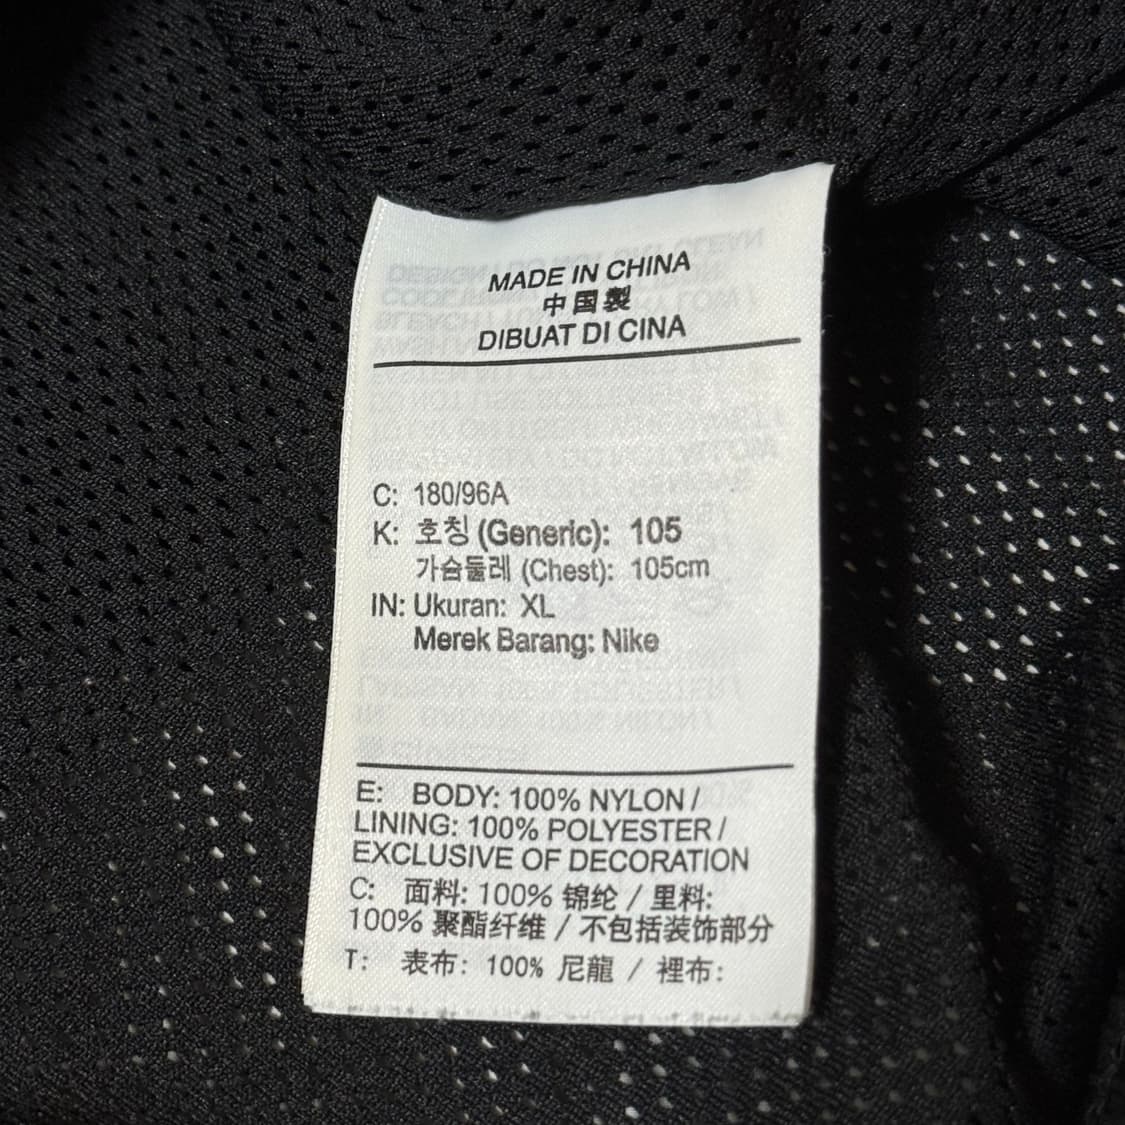 MADE IN CHINA
中国製
DIBUAT DI CINA
C: 180/96A
K: 호칭 (Generic): 105
가슴둘레 (Chest): 105cm
IN: Ukuran: XL
Merek Barang: Nike
E: BODY: 100% NYLON /
LINING: 100% POLYESTER /
EXCLUSIVE OF DECORATION
C: 面料: 100% 锦纶 / 里料:
100% 聚酯纤维 / 不包括装饰部分
T: 表布: 100% 尼龍 / 裡布: